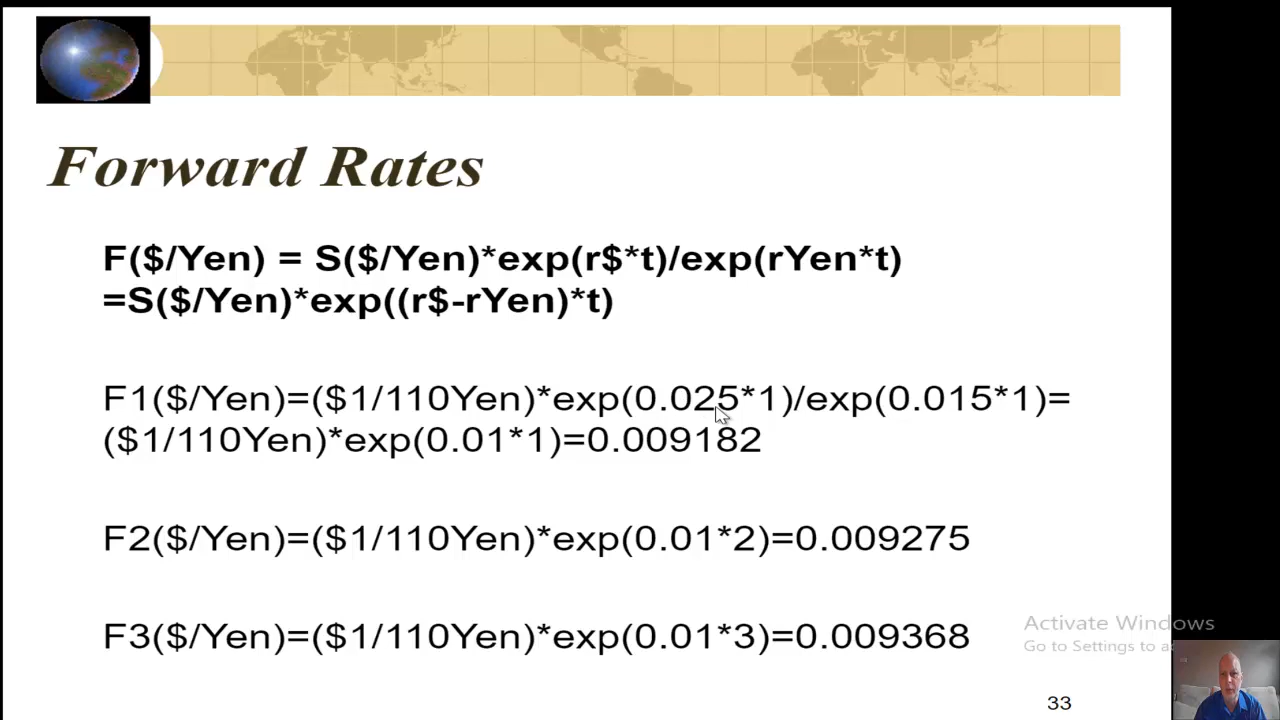 Forward Rates
F($/Yen) = S($/Yen)*exp(r$*t)/exp(rYen*t)
=S($/Yen)*exp((r$-rYen)*t)
F1($/Yen)=($1/110Yen)*exp(0.025*1)/exp(0.015*1)=
($1/110Yen)*exp(0.01*1)=0.009182
F2($/Yen)=($1/110Yen)*exp(0.01*2)=0.009275
F3($/Yen)=($1/110Yen)*exp(0.01*3)=0.009368
Activate Windows
Go to Settings to a
33